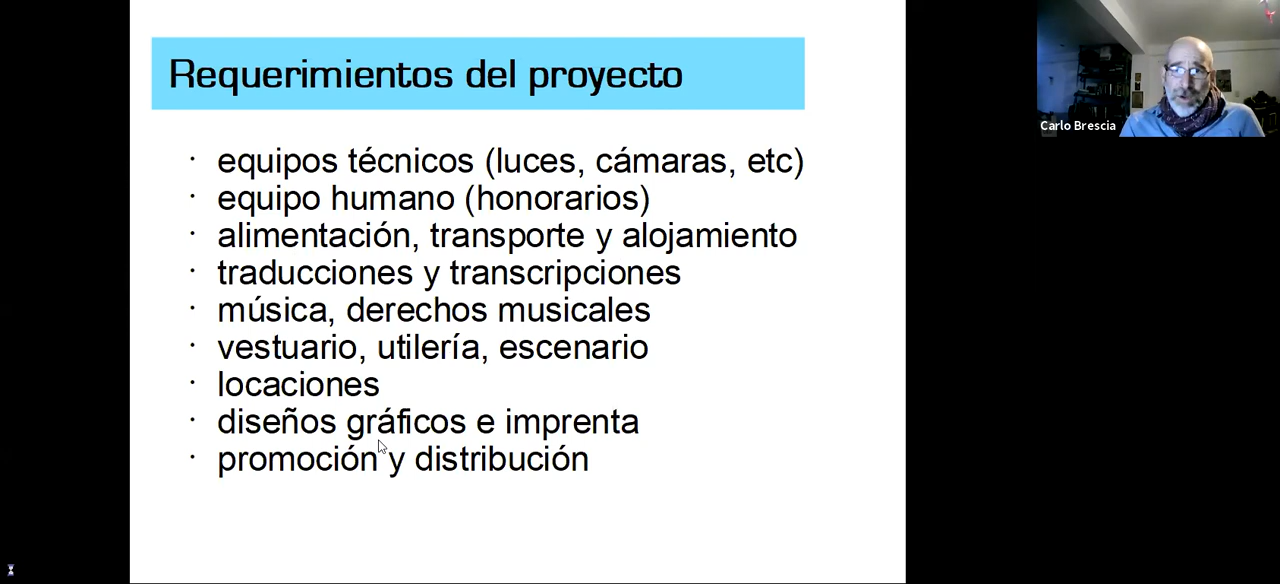 Requerimientos del proyecto
· equipos técnicos (luces, cámaras, etc)
· equipo humano (honorarios)
· alimentación, transporte y alojamiento
· traducciones y transcripciones
· música, derechos musicales
· vestuario, utilería, escenario
· locaciones
· diseños gráficos e imprenta
· promoción y distribución
Carlo Brescia